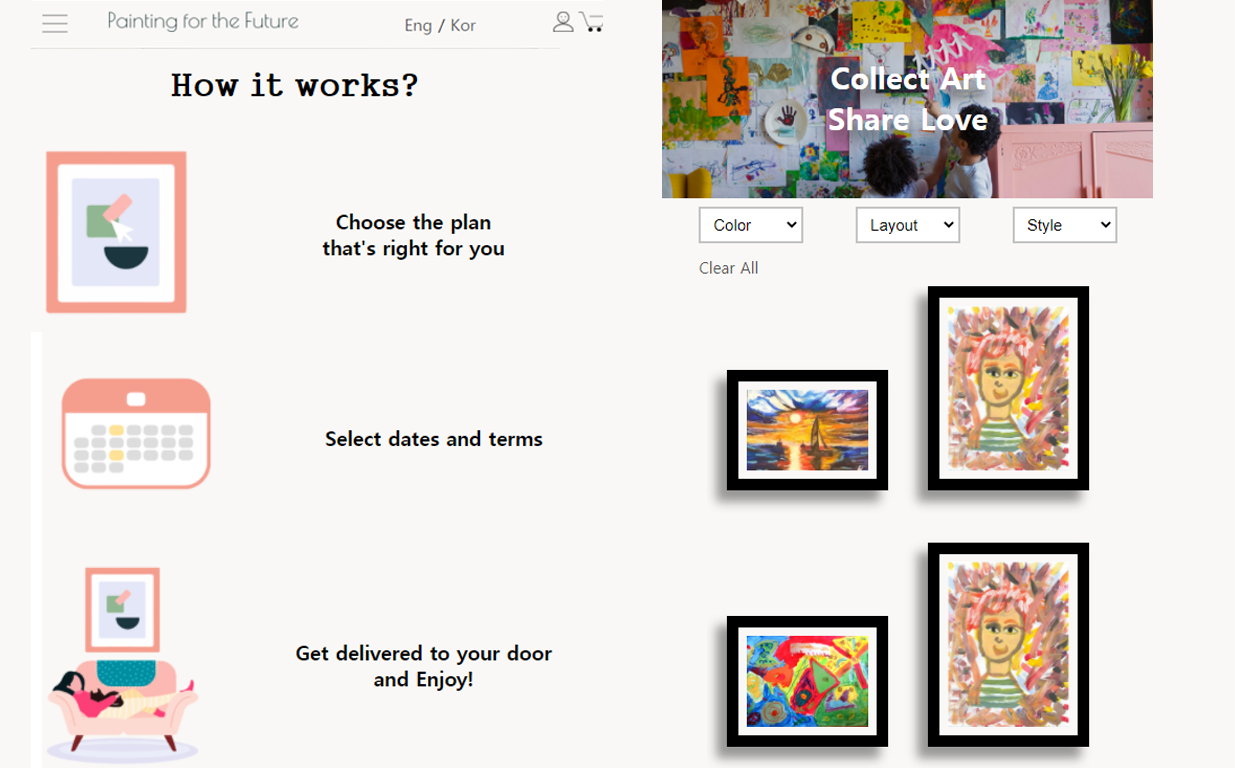 Painting for the Future
Eng / Kor
How it works?
Choose the plan
that's right for you
Select dates and terms
Get delivered to your door
and Enjoy!
Collect Art
Share Love
Color
Layout
Style
Clear All